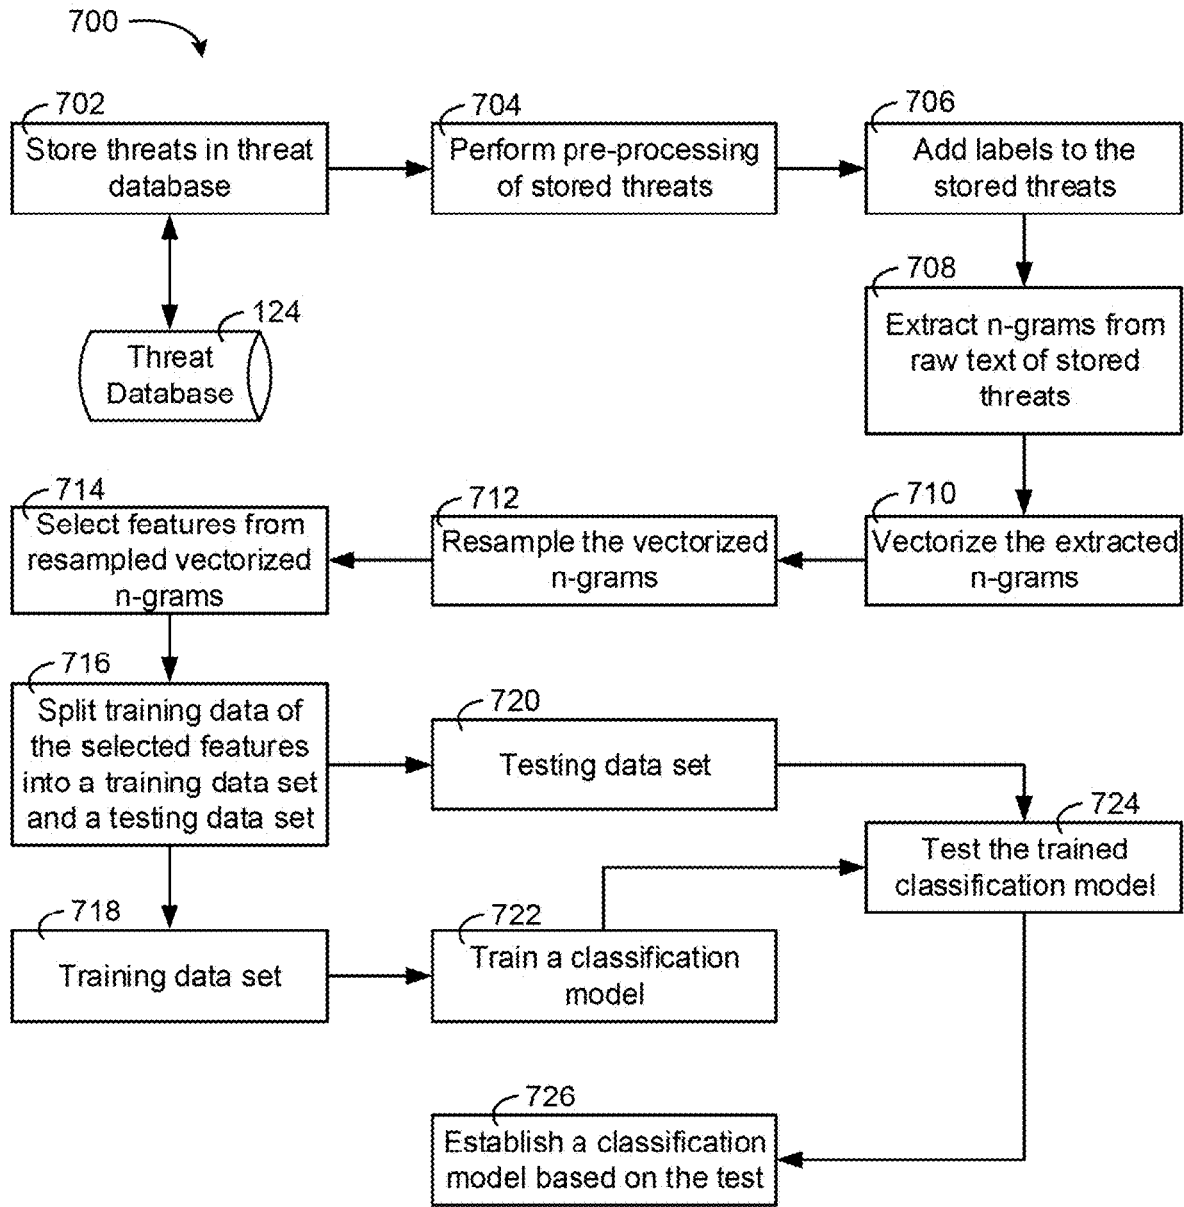 700
702
Store threats in threat
database
704
Perform pre-processing
of stored threats
706
Add labels to the
stored threats
124
Threat
Database
708
Extract n-grams from
raw text of stored
threats
710
Vectorize the extracted
n-grams
712
Resample the vectorized
n-grams
714
Select features from
resampled vectorized
n-grams
716
Split training data of
the selected features
into a training data set
and a testing data set
720
Testing data set
718
Training data set
722
Train a classification
model
724
Test the trained
classification model
726
Establish a classification
model based on the test